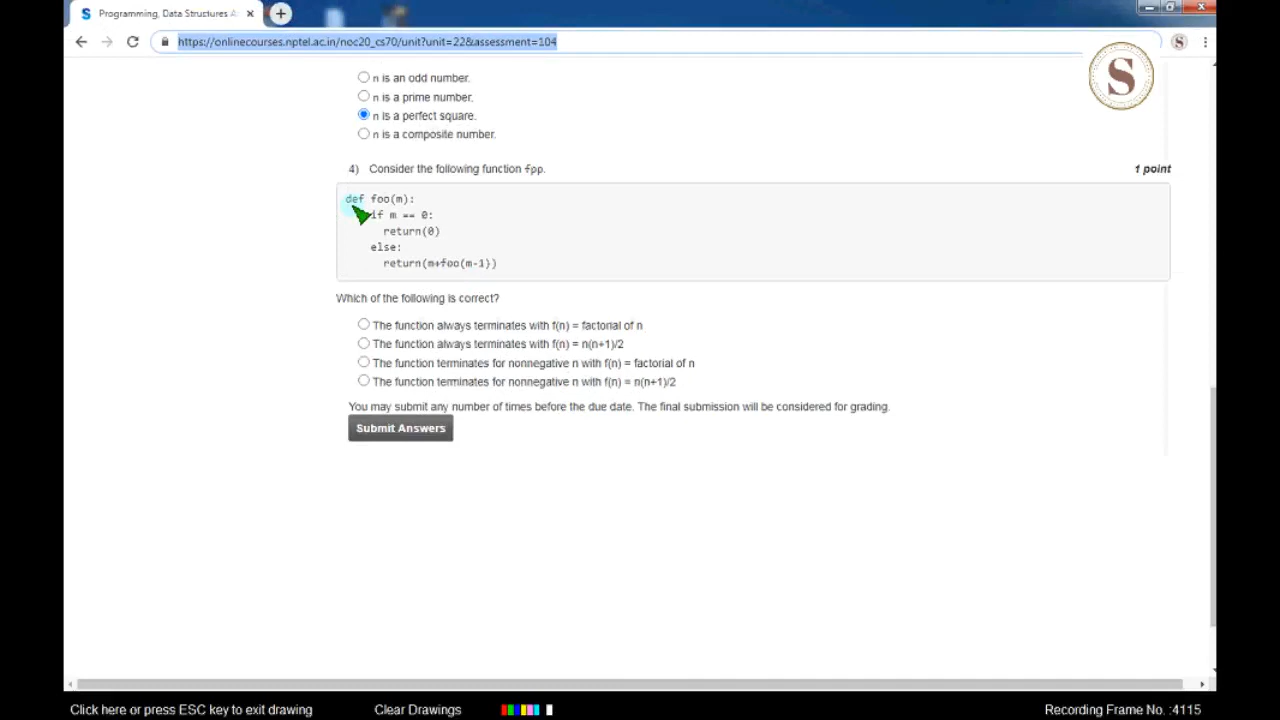 Programming, Data Structures A
https://onlinecourses.nptel.ac.in/noc20_cs70/unit?unit=22&assessment=104
S
n is an odd number.
n is a prime number.
n is a perfect square.
n is a composite number.
4) Consider the following function fpp.
1 point
def foo(m):
if m == 0:
return(0)
else:
return(m+foo(m-1))
Which of the following is correct?
The function always terminates with f(n) = factorial of n
The function always terminates with f(n) = n(n+1)/2
The function terminates for nonnegative n with f(n) = factorial of n
The function terminates for nonnegative n with f(n) = n(n+1)/2
You may submit any number of times before the due date. The final submission will be considered for grading.
Submit Answers
Click here or press ESC key to exit drawing
Clear Drawings
Recording Frame No. :4115